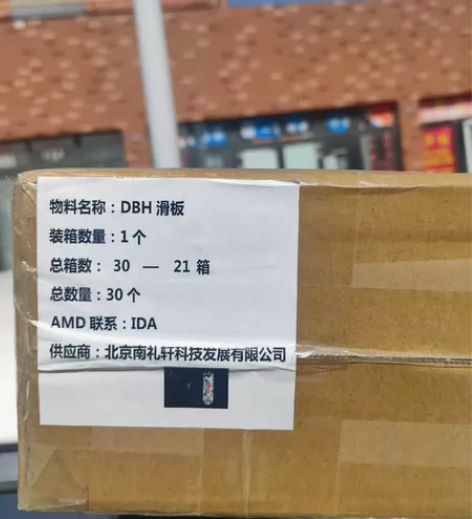 物料名称：DBH 滑板
装箱数量：1 个
总箱数： 30 — 21 箱
总数量：30 个
AMD 联系：IDA
供应商：北京南礼轩科技发展有限公司